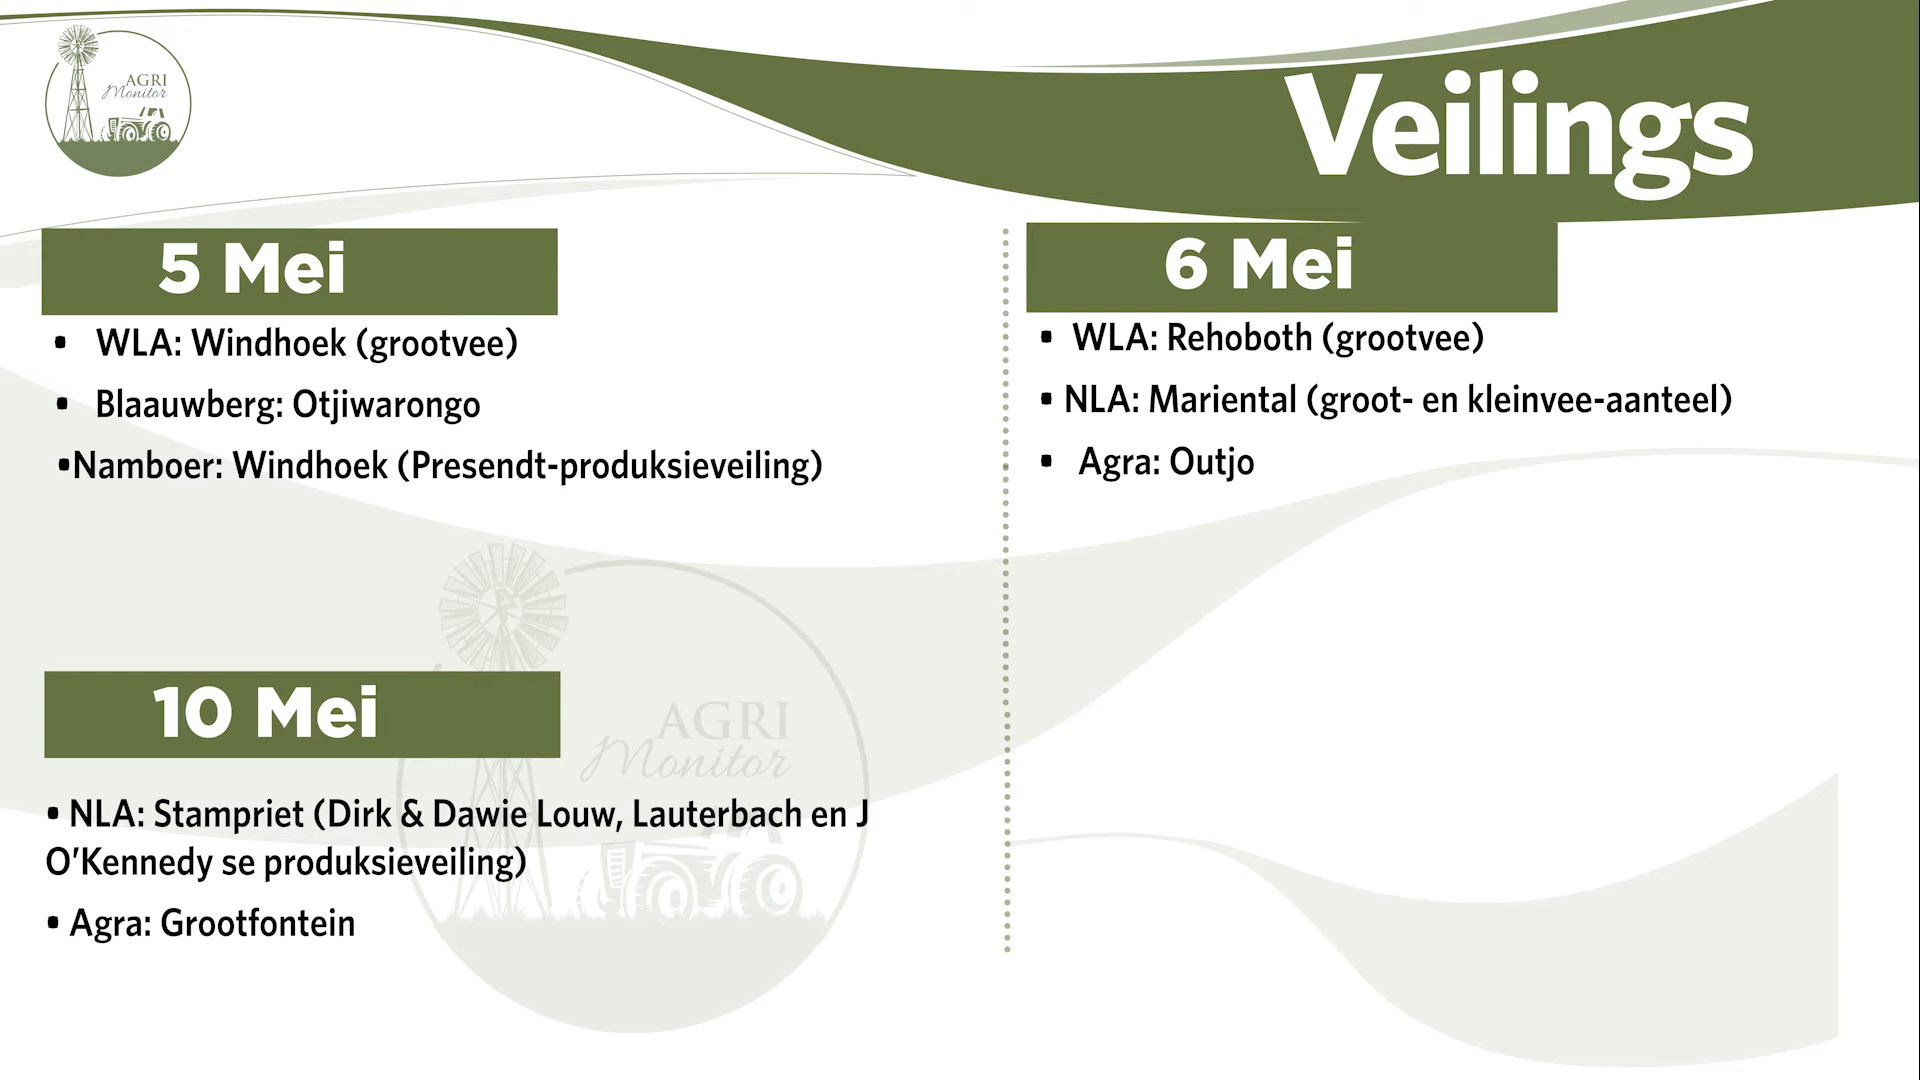 AGRI
Monitor
Veilings
5 Mei
• WLA: Windhoek (grootvee)
• Blaauwberg: Otjiwarongo
•Namboer: Windhoek (Presendt-produksieveiling)
6 Mei
• WLA: Rehoboth (grootvee)
• NLA: Mariental (groot- en kleinvee-aanteel)
• Agra: Outjo
10 Mei
AGRI
Monitor
• NLA: Stampriet (Dirk & Dawie Louw, Lauterbach en J
O’Kennedy se produksieveiling)
• Agra: Grootfontein